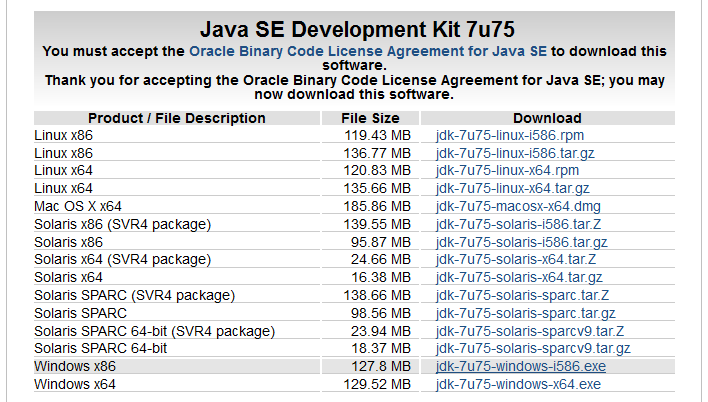 Java SE Development Kit 7u75
You must accept the Oracle Binary Code License Agreement for Java SE to download this
software.
Thank you for accepting the Oracle Binary Code License Agreement for Java SE; you may
now download this software.
Product / File Description File Size Download
Linux x86 119.43 MB jdk-7u75-linux-i586.rpm
Linux x86 136.77 MB jdk-7u75-linux-i586.tar.gz
Linux x64 120.83 MB jdk-7u75-linux-x64.rpm
Linux x64 135.66 MB jdk-7u75-linux-x64.tar.gz
Mac OS X x64 185.86 MB jdk-7u75-macosx-x64.dmg
Solaris x86 (SVR4 package) 139.55 MB jdk-7u75-solaris-i586.tar.Z
Solaris x86 95.87 MB jdk-7u75-solaris-i586.tar.gz
Solaris x64 (SVR4 package) 24.66 MB jdk-7u75-solaris-x64.tar.Z
Solaris x64 16.38 MB jdk-7u75-solaris-x64.tar.gz
Solaris SPARC (SVR4 package) 138.66 MB jdk-7u75-solaris-sparc.tar.Z
Solaris SPARC 98.56 MB jdk-7u75-solaris-sparc.tar.gz
Solaris SPARC 64-bit (SVR4 package) 23.94 MB jdk-7u75-solaris-sparcv9.tar.Z
Solaris SPARC 64-bit 18.37 MB jdk-7u75-solaris-sparcv9.tar.gz
Windows x86 127.8 MB jdk-7u75-windows-i586.exe
Windows x64 129.52 MB jdk-7u75-windows-x64.exe